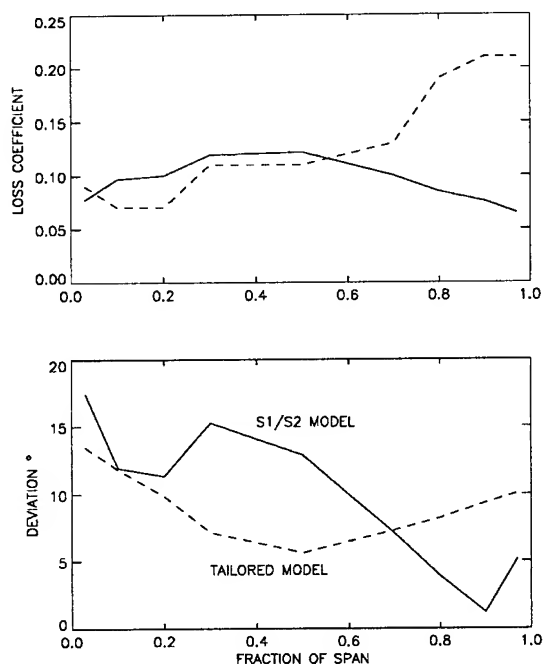 0.25
0.20
0.15
0.10
0.05
0.00
LOSS COEFFICIENT
0.0 0.2 0.4 0.6 0.8 1.0
20
15
10
5
0
DEVIATION °
S1/S2 MODEL
TAILORED MODEL
0.0 0.2 0.4 0.6 0.8 1.0
FRACTION OF SPAN